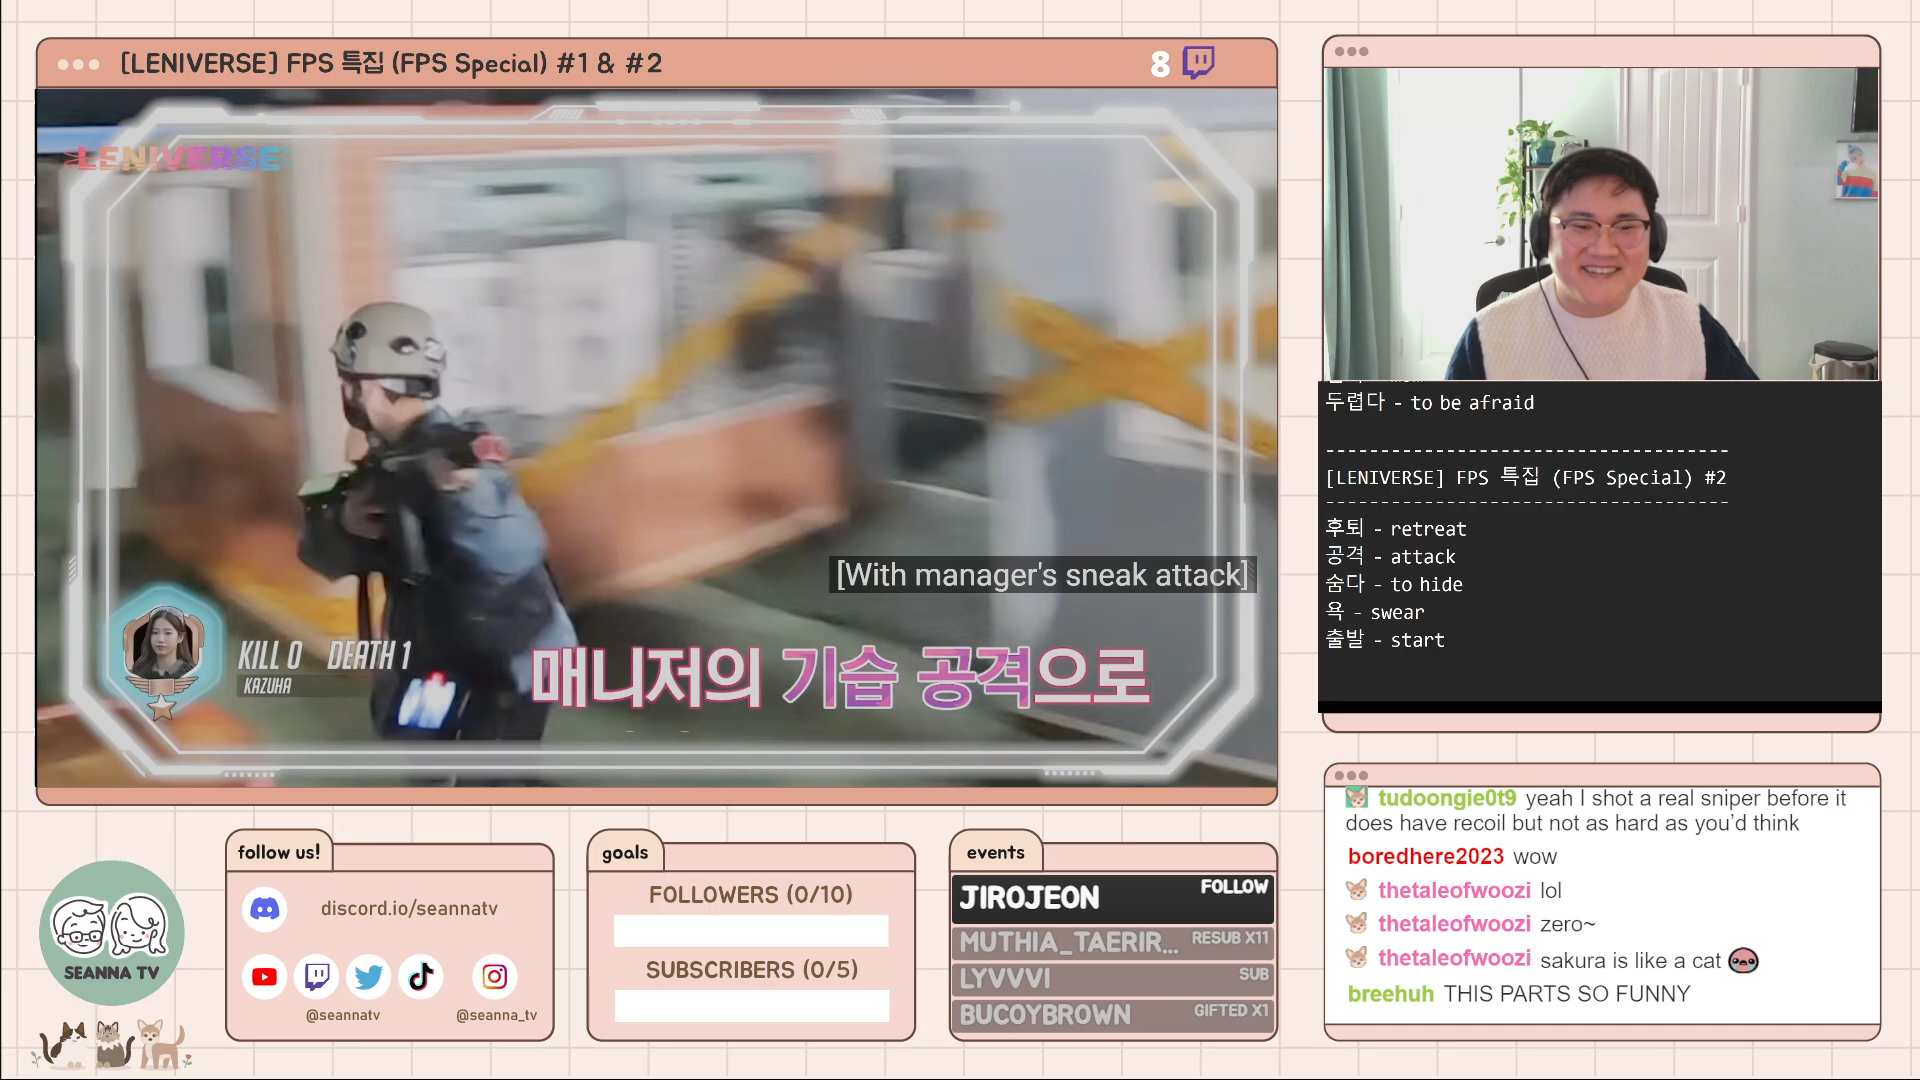 [LENIVERSE] FPS 특집 (FPS Special) #1 & #2
8
LENIVERSE
[With manager's sneak attack]
KILL 0 DEATH 1
KAZUHA
매니저의 기습 공격으로
두렵다 - to be afraid
-----------------------------------
[LENIVERSE] FPS 특집 (FPS Special) #2
-----------------------------------
후퇴 - retreat
공격 - attack
숨다 - to hide
욕 - swear
출발 - start
tudoongie0t9 yeah I shot a real sniper before it
does have recoil but not as hard as you'd think
boredhere2023 wow
thetaleofwoozi lol
thetaleofwoozi zero~
thetaleofwoozi sakura is like a cat
breehuh THIS PARTS SO FUNNY
SEANNA TV
follow us!
discord.io/seannatv
@seannatv
@seanna_tv
goals
FOLLOWERS (0/10)
SUBSCRIBERS (0/5)
events
JIROJEON FOLLOW
MUTHIA_TAERIR... RESUB X11
LYVVVI SUB
BUCOYBROWN GIFTED X1